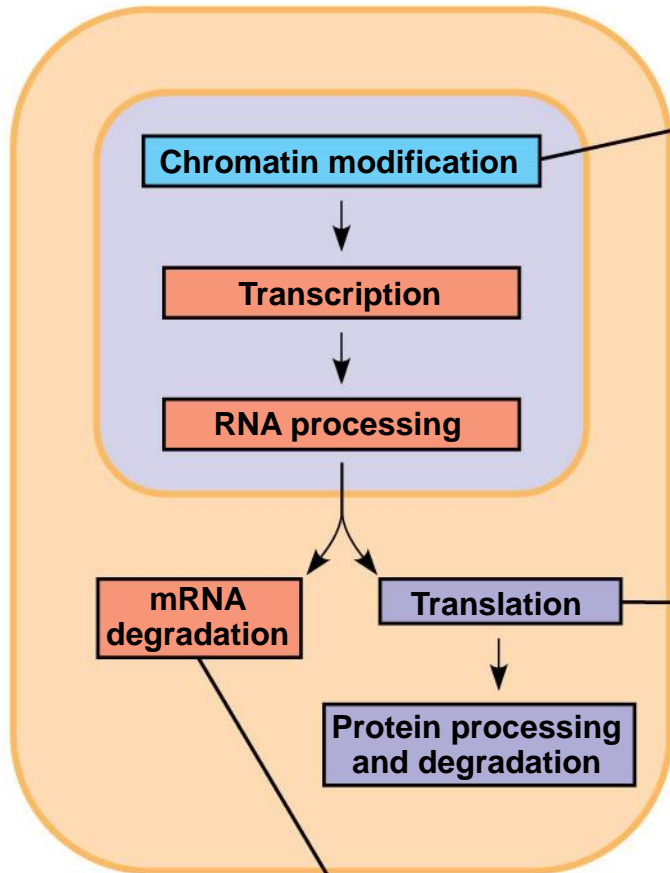 Chromatin modification
Transcription
RNA processing
mRNA
degradation
Translation
Protein processing
and degradation